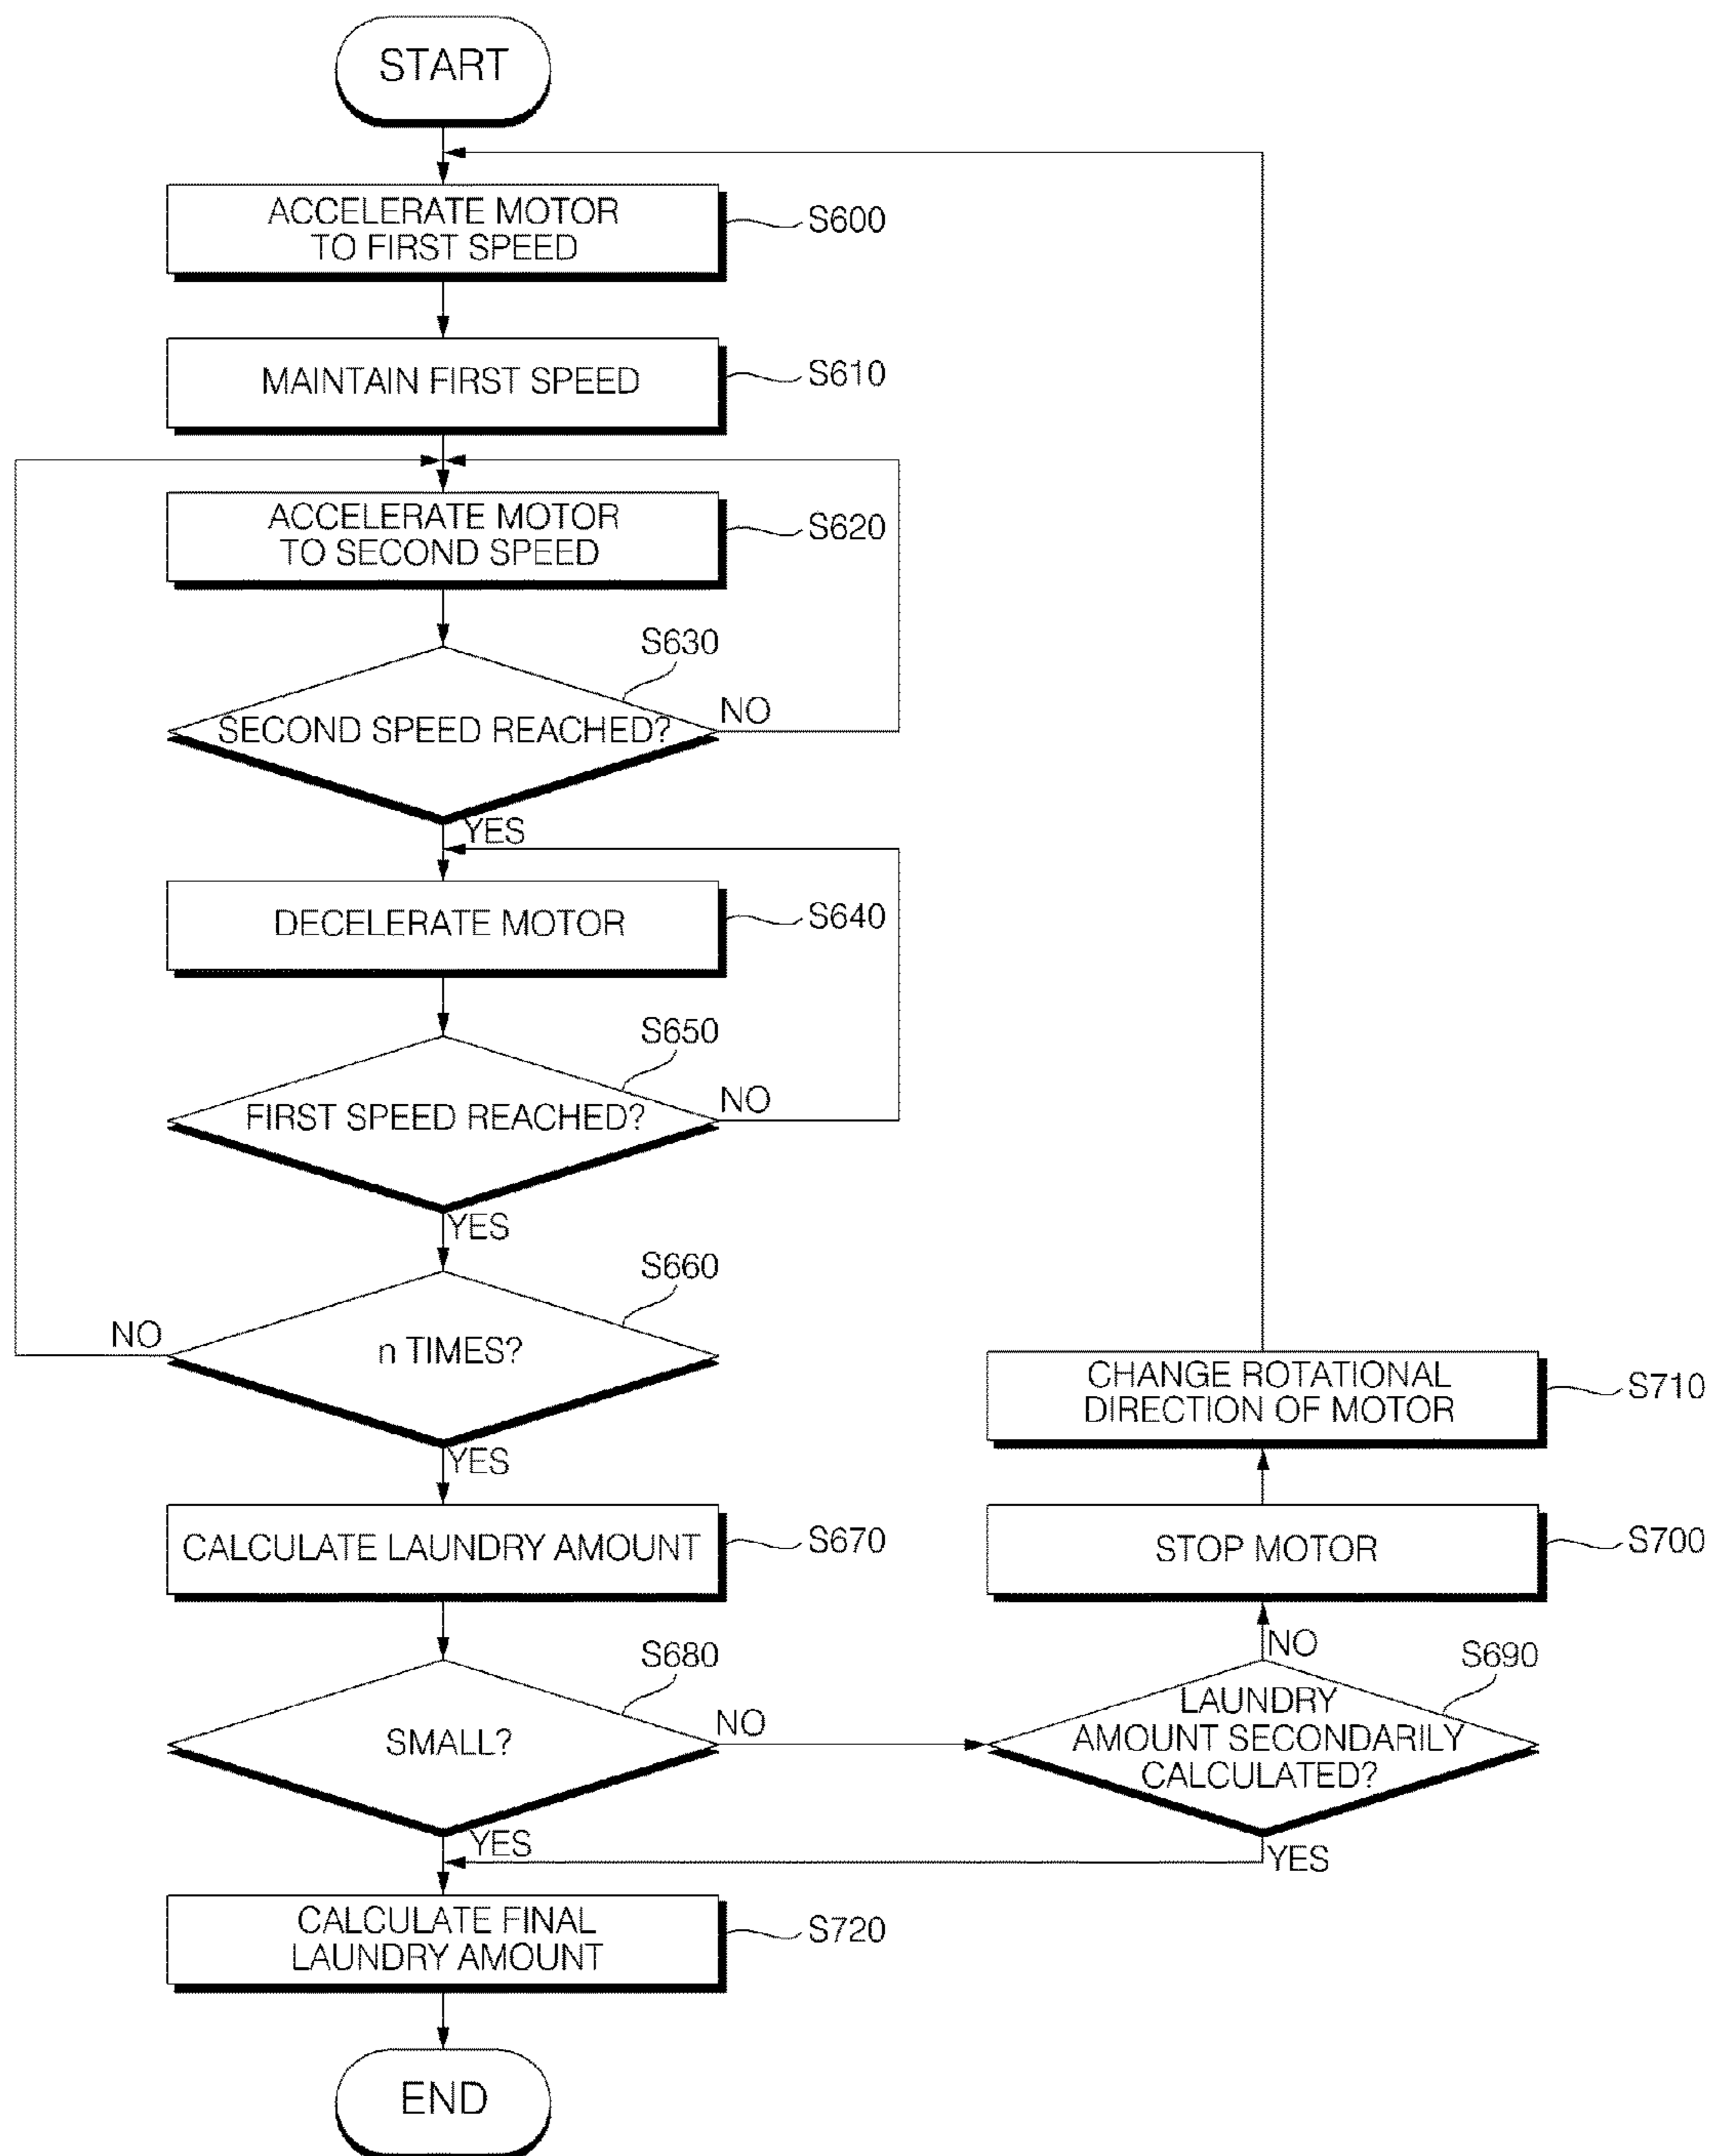 START
ACCELERATE MOTOR
TO FIRST SPEED
S600
MAINTAIN FIRST SPEED
S610
ACCELERATE MOTOR
TO SECOND SPEED
S620
S630
SECOND SPEED REACHED?
NO
YES
DECELERATE MOTOR
S640
S650
FIRST SPEED REACHED?
NO
YES
S660
n TIMES?
NO
YES
CHANGE ROTATIONAL
DIRECTION OF MOTOR
S710
CALCULATE LAUNDRY AMOUNT
S670
STOP MOTOR
S700
S680
SMALL?
NO
YES
NO
S690
LAUNDRY
AMOUNT SECONDARILY
CALCULATED?
YES
CALCULATE FINAL
LAUNDRY AMOUNT
S720
END